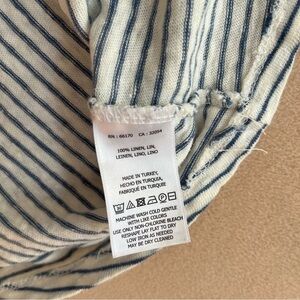 RN : 66170 CA : 32094
100% LINEN, LIN,
LEINEN, LINO, LINO
MADE IN TURKEY,
HECHO EN TURQUIA,
FABRIQUÉ EN TURQUIE
MACHINE WASH COLD GENTLE
WITH LIKE COLORS
USE ONLY NON-CHLORINE BLEACH
RESHAPE LAY FLAT TO DRY
LOW IRON AS NEEDED
MAY BE DRY CLEANED